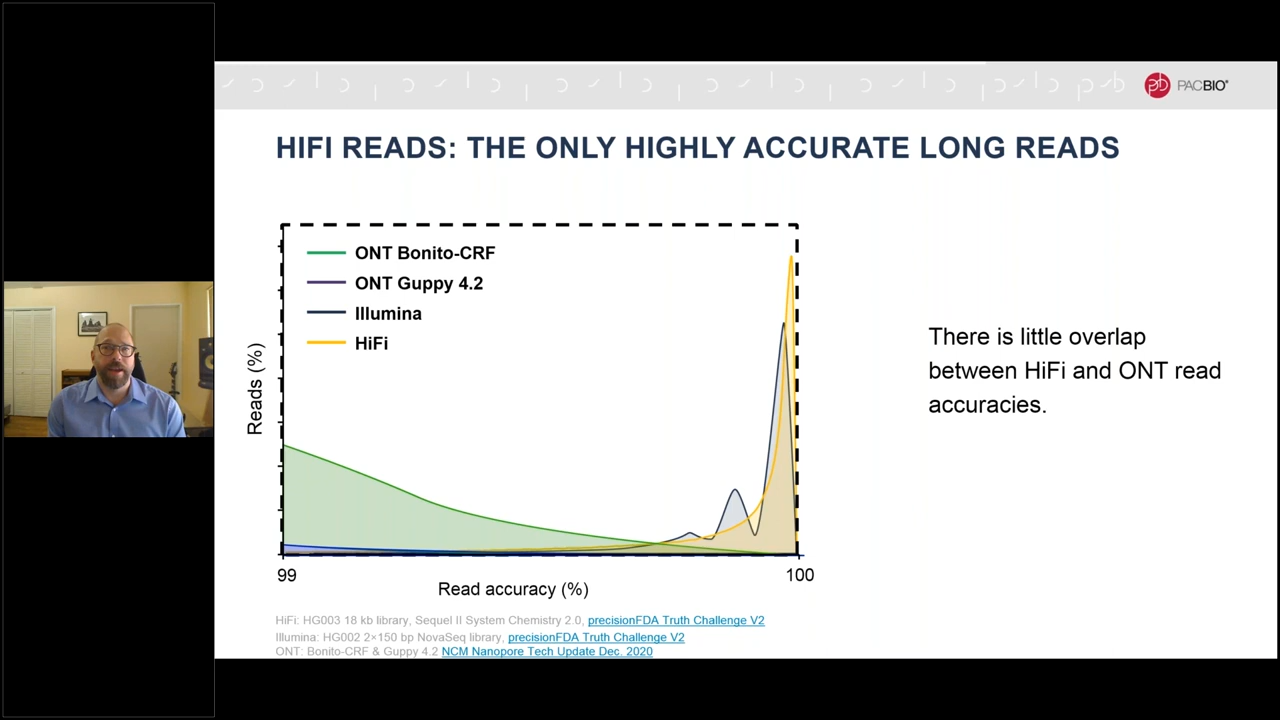 PACBIO®
HIFI READS: THE ONLY HIGHLY ACCURATE LONG READS
ONT Bonito-CRF
ONT Guppy 4.2
Illumina
HiFi
Reads (%)
99
100
Read accuracy (%)
There is little overlap
between HiFi and ONT read
accuracies.
HiFi: HG003 18 kb library, Sequel II System Chemistry 2.0, precisionFDA Truth Challenge V2
Illumina: HG002 2×150 bp NovaSeq library, precisionFDA Truth Challenge V2
ONT: Bonito-CRF & Guppy 4.2 NCM Nanopore Tech Update Dec. 2020